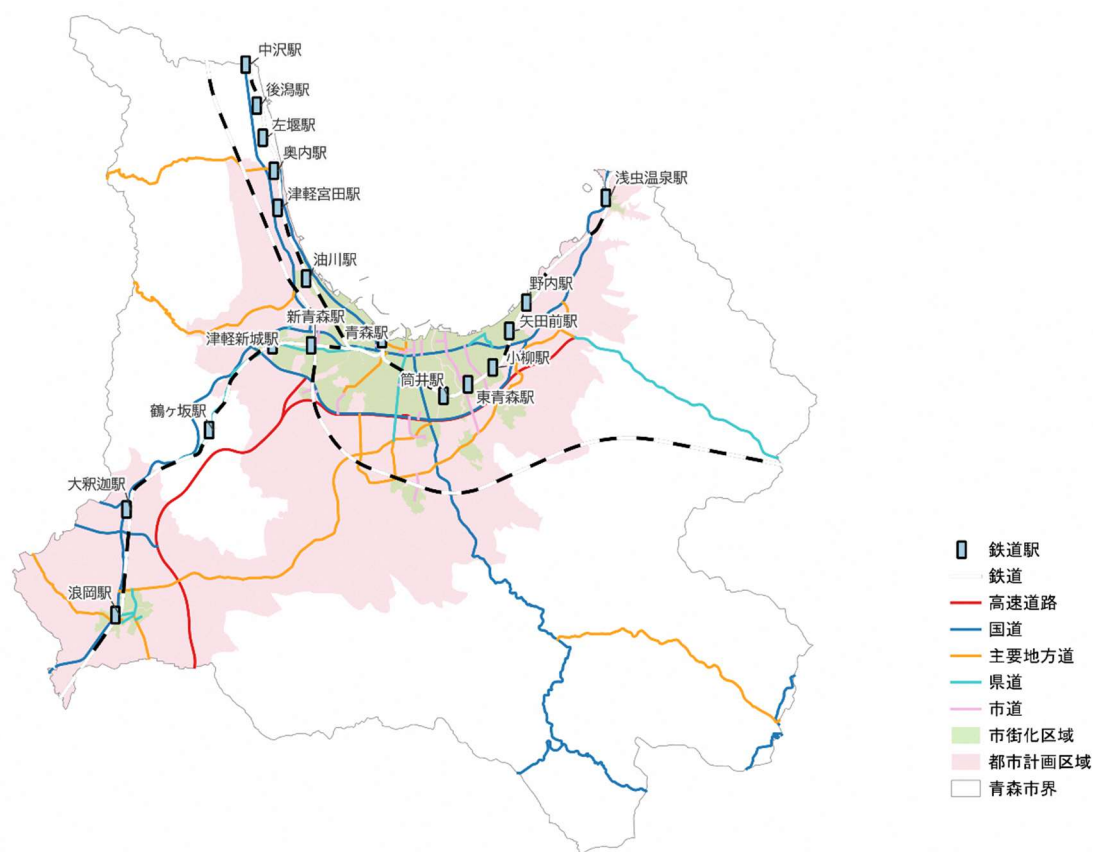 中沢駅
後潟駅
左堰駅
奥内駅
津軽宮田駅
浅虫温泉駅
油川駅
野内駅
新青森駅
矢田前駅
津軽新城駅
青森駅
小柳駅
筒井駅
東青森駅
鶴ヶ坂駅
大釈迦駅
浪岡駅
鉄道駅
鉄道
高速道路
国道
主要地方道
県道
市道
市街化区域
都市計画区域
青森市界